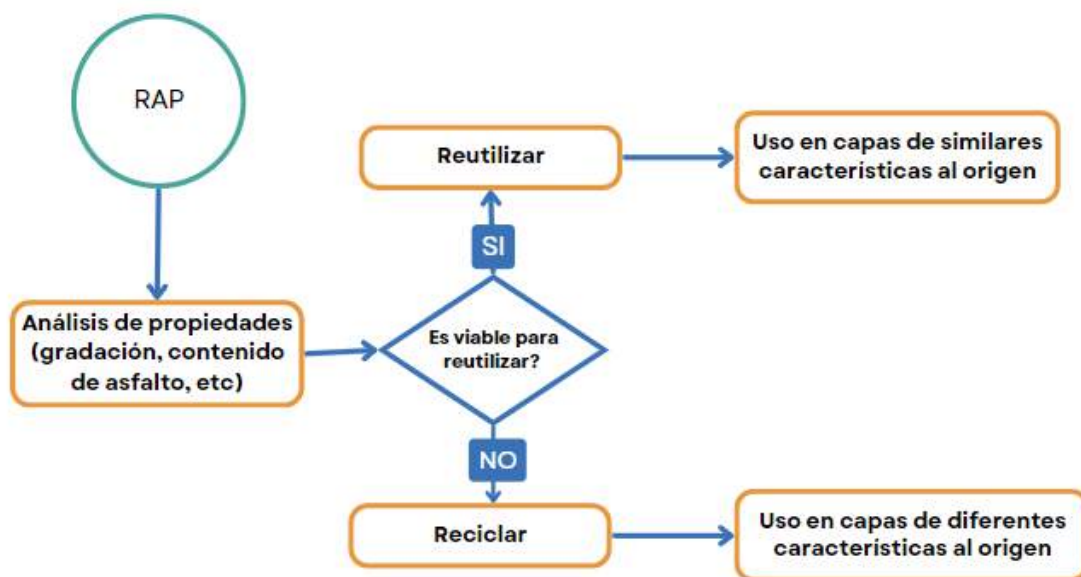 RAP
Análisis de propiedades
(gradación, contenido
de asfalto, etc)
Es viable para
reutilizar?
SI
Reutilizar
Uso en capas de similares
características al origen
NO
Reciclar
Uso en capas de diferentes
características al origen